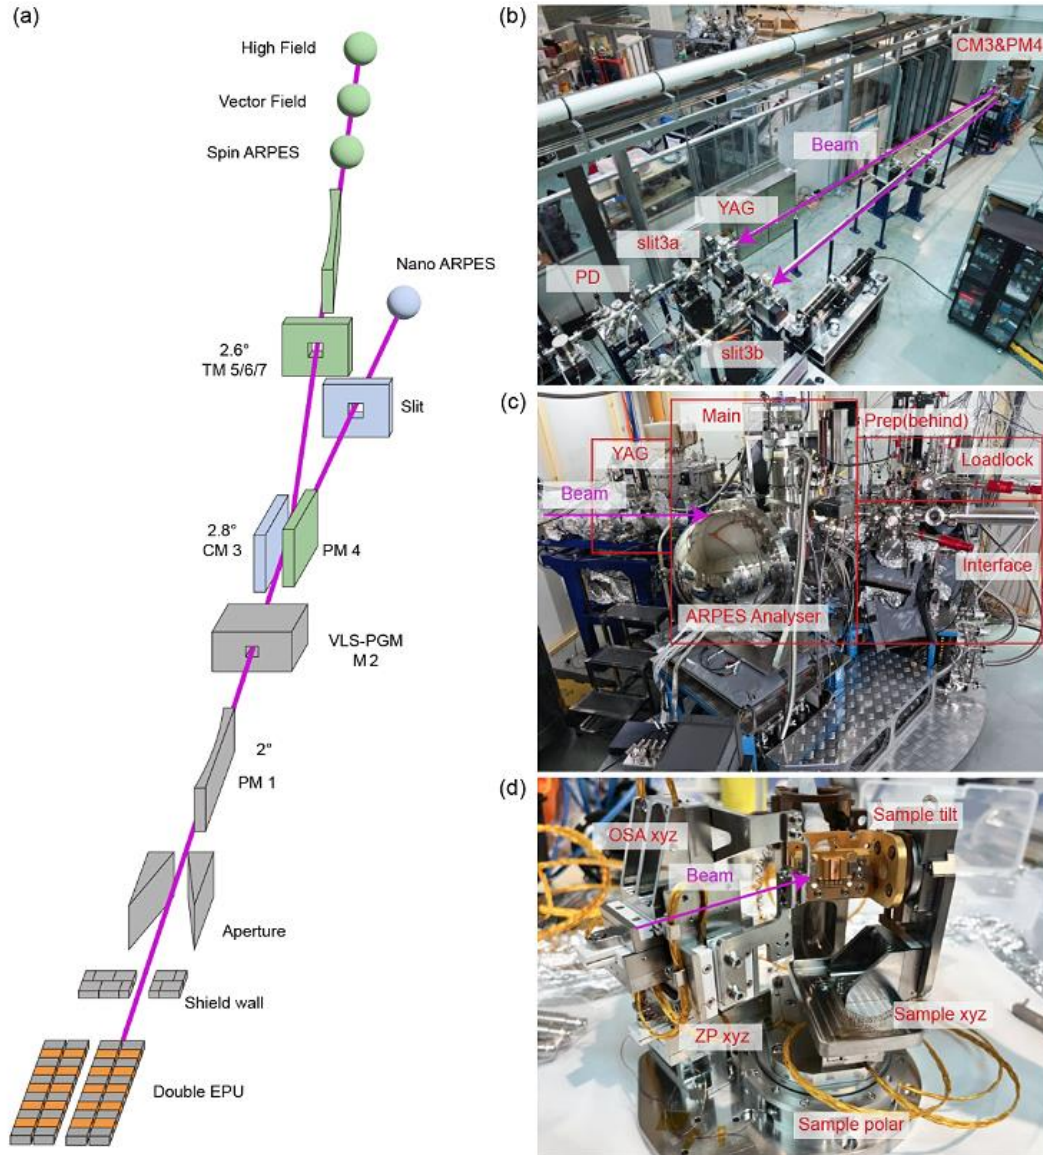 (a)
High Field
Vector Field
Spin ARPES
Nano ARPES
2.6°
TM 5/6/7
Slit
2.8°
CM 3
PM 4
VLS-PGM
M 2
2°
PM 1
Aperture
Shield wall
Double EPU
(b)
CM3&PM4
Beam
YAG
slit3a
PD
slit3b
(c)
Main
Prep(behind)
YAG
Loadlock
Beam
Interface
ARPES Analyser
(d)
OSA xyz
Sample tilt
Beam
Sample xyz
ZP xyz
Sample polar